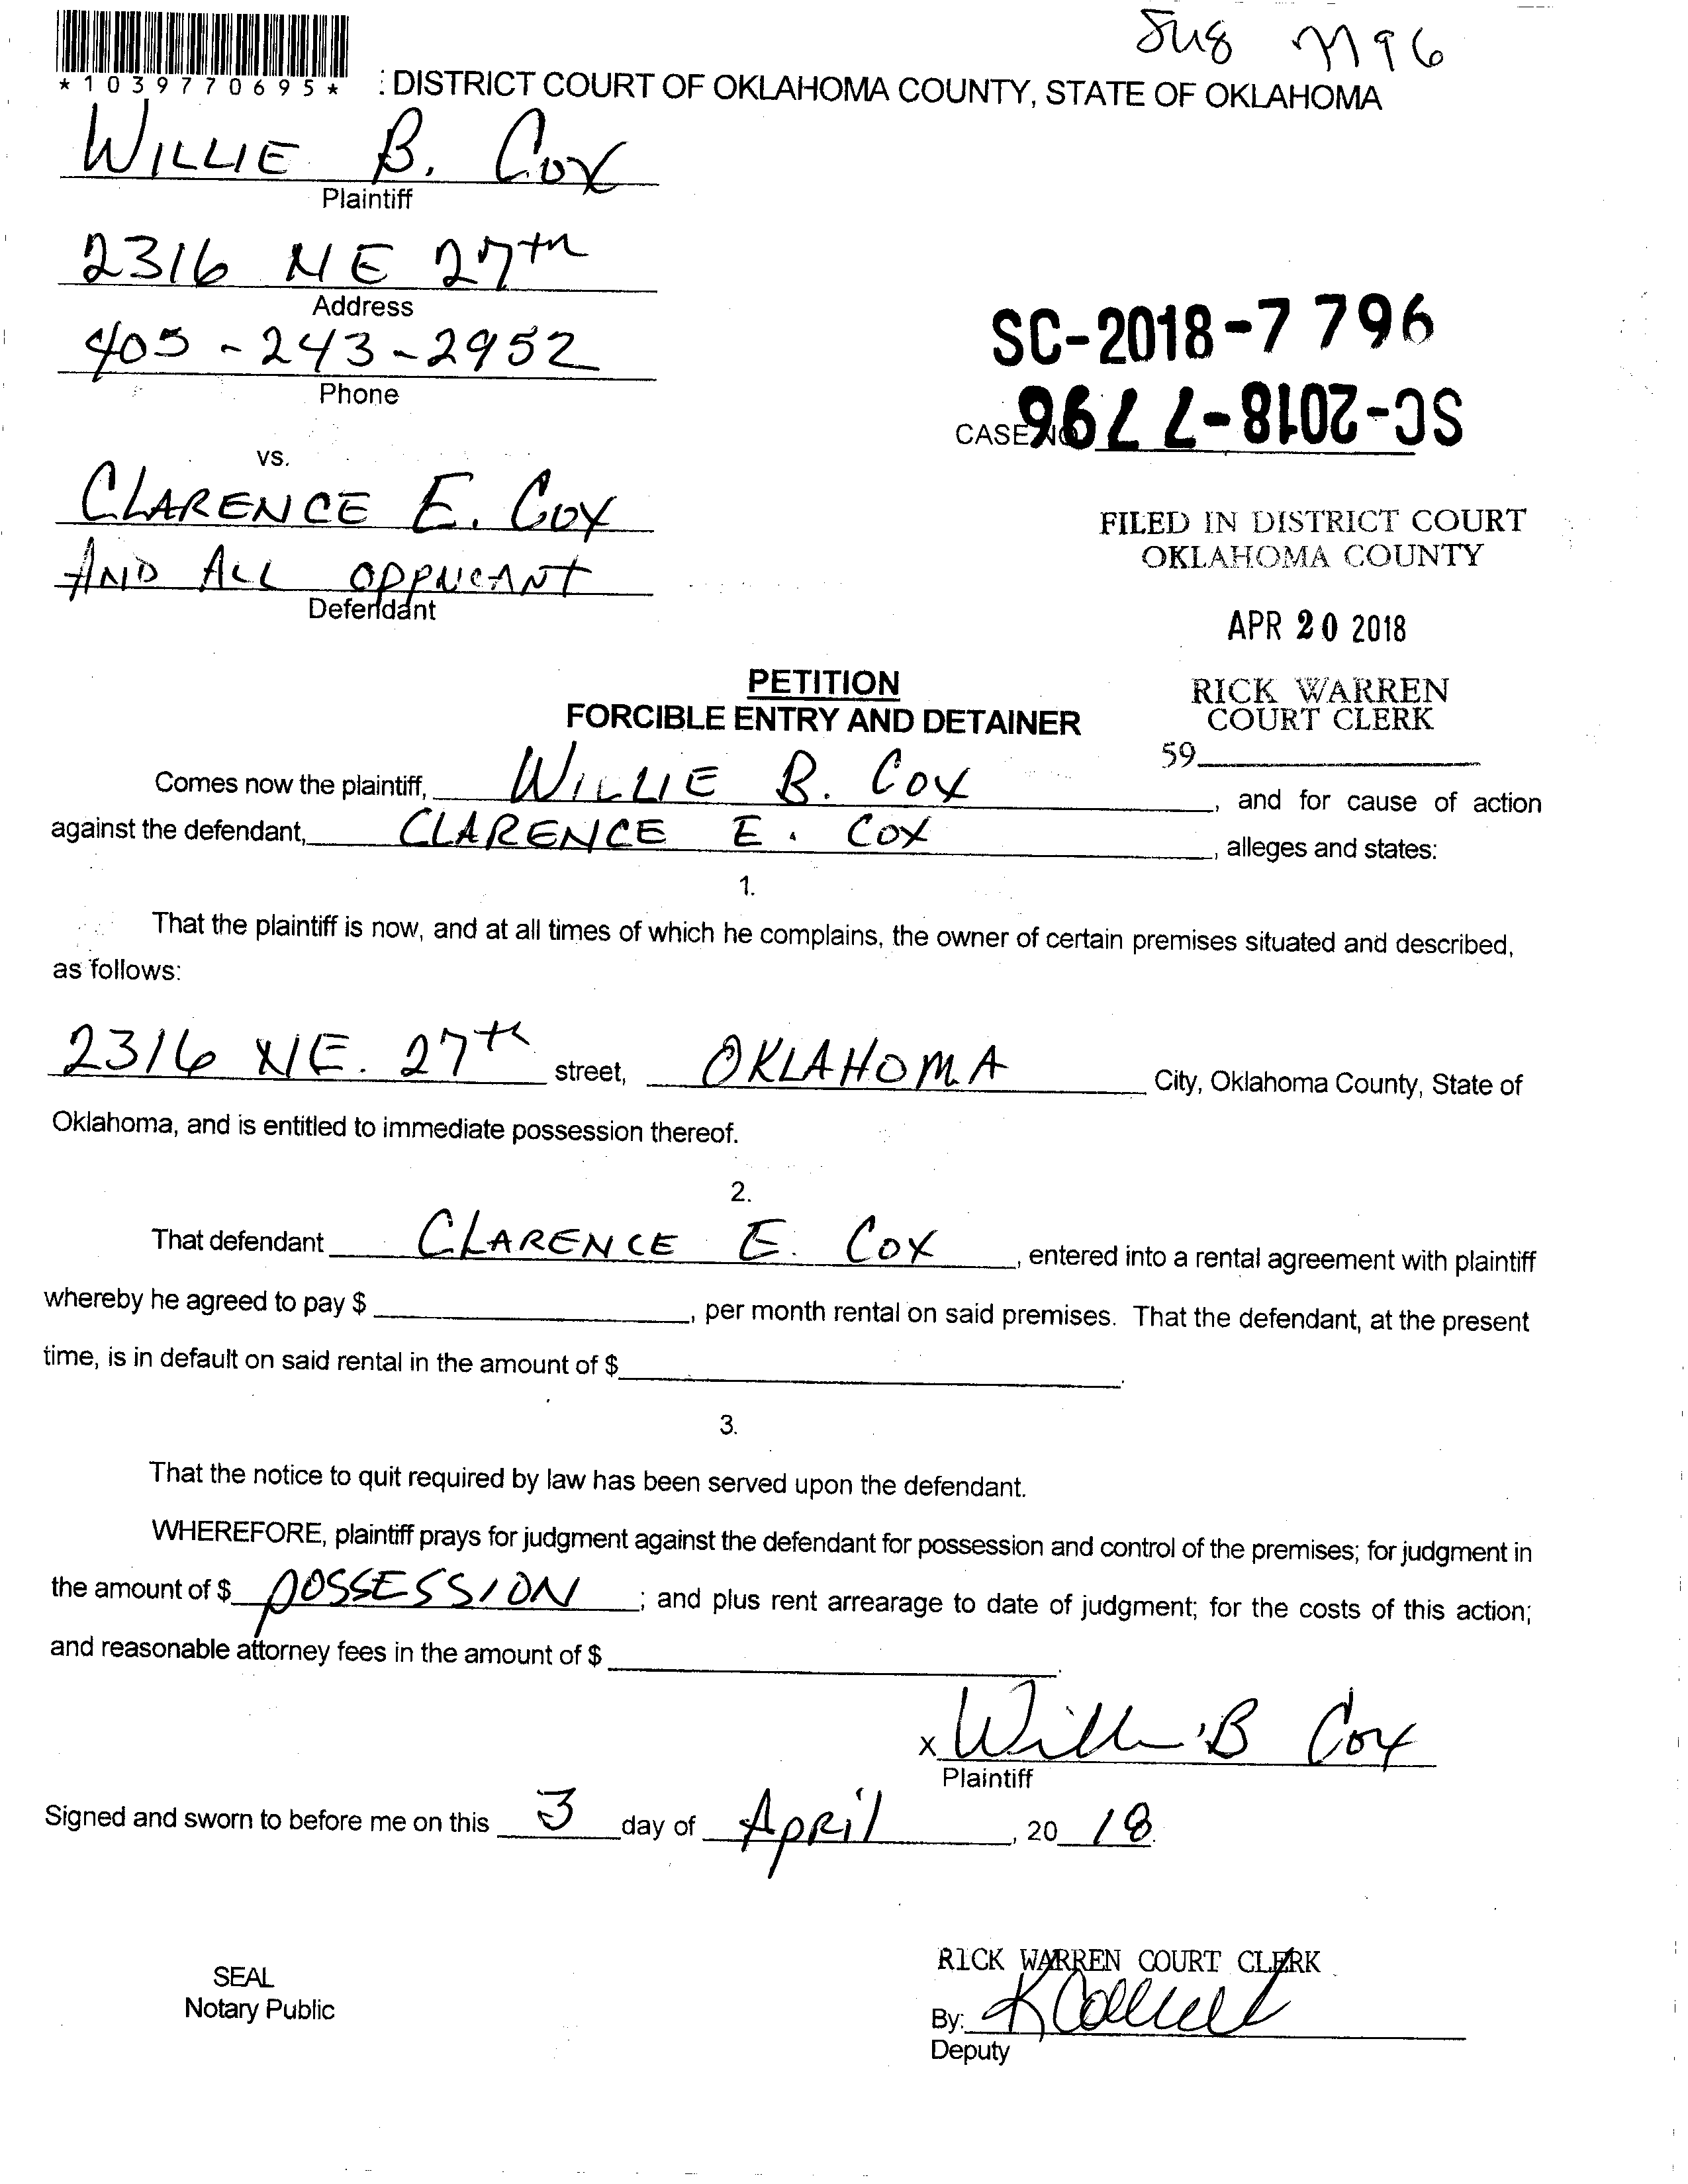 7796
*1039770695*
: DISTRICT COURT OF OKLAHOMA COUNTY, STATE OF OKLAHOMA
WILLIE B. COX
Plaintiff
2316 NE 27th
Address
405-243-2952
Phone
SC-2018-7796
SC-2018-7796
CASE NO.
vs.
CLARENCE E. COX
AND ALL OPPUCANT
Defendant
FILED IN DISTRICT COURT
OKLAHOMA COUNTY
APR 20 2018
RICK WARREN
COURT CLERK
59
PETITION
FORCIBLE ENTRY AND DETAINER
Comes now the plaintiff, WILLIE B. COX, and for cause of action
against the defendant, CLARENCE E. COX, alleges and states:
1.
That the plaintiff is now, and at all times of which he complains, the owner of certain premises situated and described,
as follows:
2316 NE. 27th street, OKLAHOMA City, Oklahoma County, State of
Oklahoma, and is entitled to immediate possession thereof.
2.
That defendant CLARENCE E. COX, entered into a rental agreement with plaintiff
whereby he agreed to pay $ , per month rental on said premises. That the defendant, at the present
time, is in default on said rental in the amount of $ .
3.
That the notice to quit required by law has been served upon the defendant.
WHEREFORE, plaintiff prays for judgment against the defendant for possession and control of the premises; for judgment in
the amount of $ POSSESSION ; and plus rent arrearage to date of judgment; for the costs of this action;
and reasonable attorney fees in the amount of $ .
x Willie B Cox
Plaintiff
Signed and sworn to before me on this 3 day of April, 20 18.
SEAL
Notary Public
RICK WARREN COURT CLERK
By:
Deputy